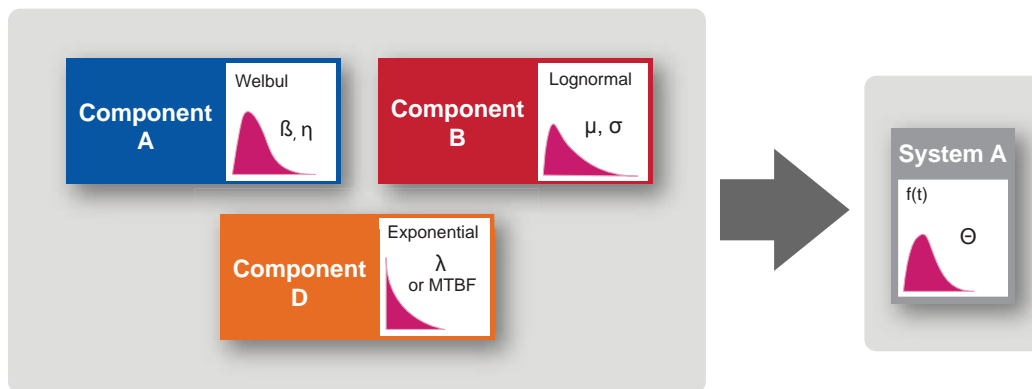 Component
A
Welbul
ß, η
Component
B
Lognormal
μ, σ
Component
D
Exponential
λ
or MTBF
System A
f(t)
Θ